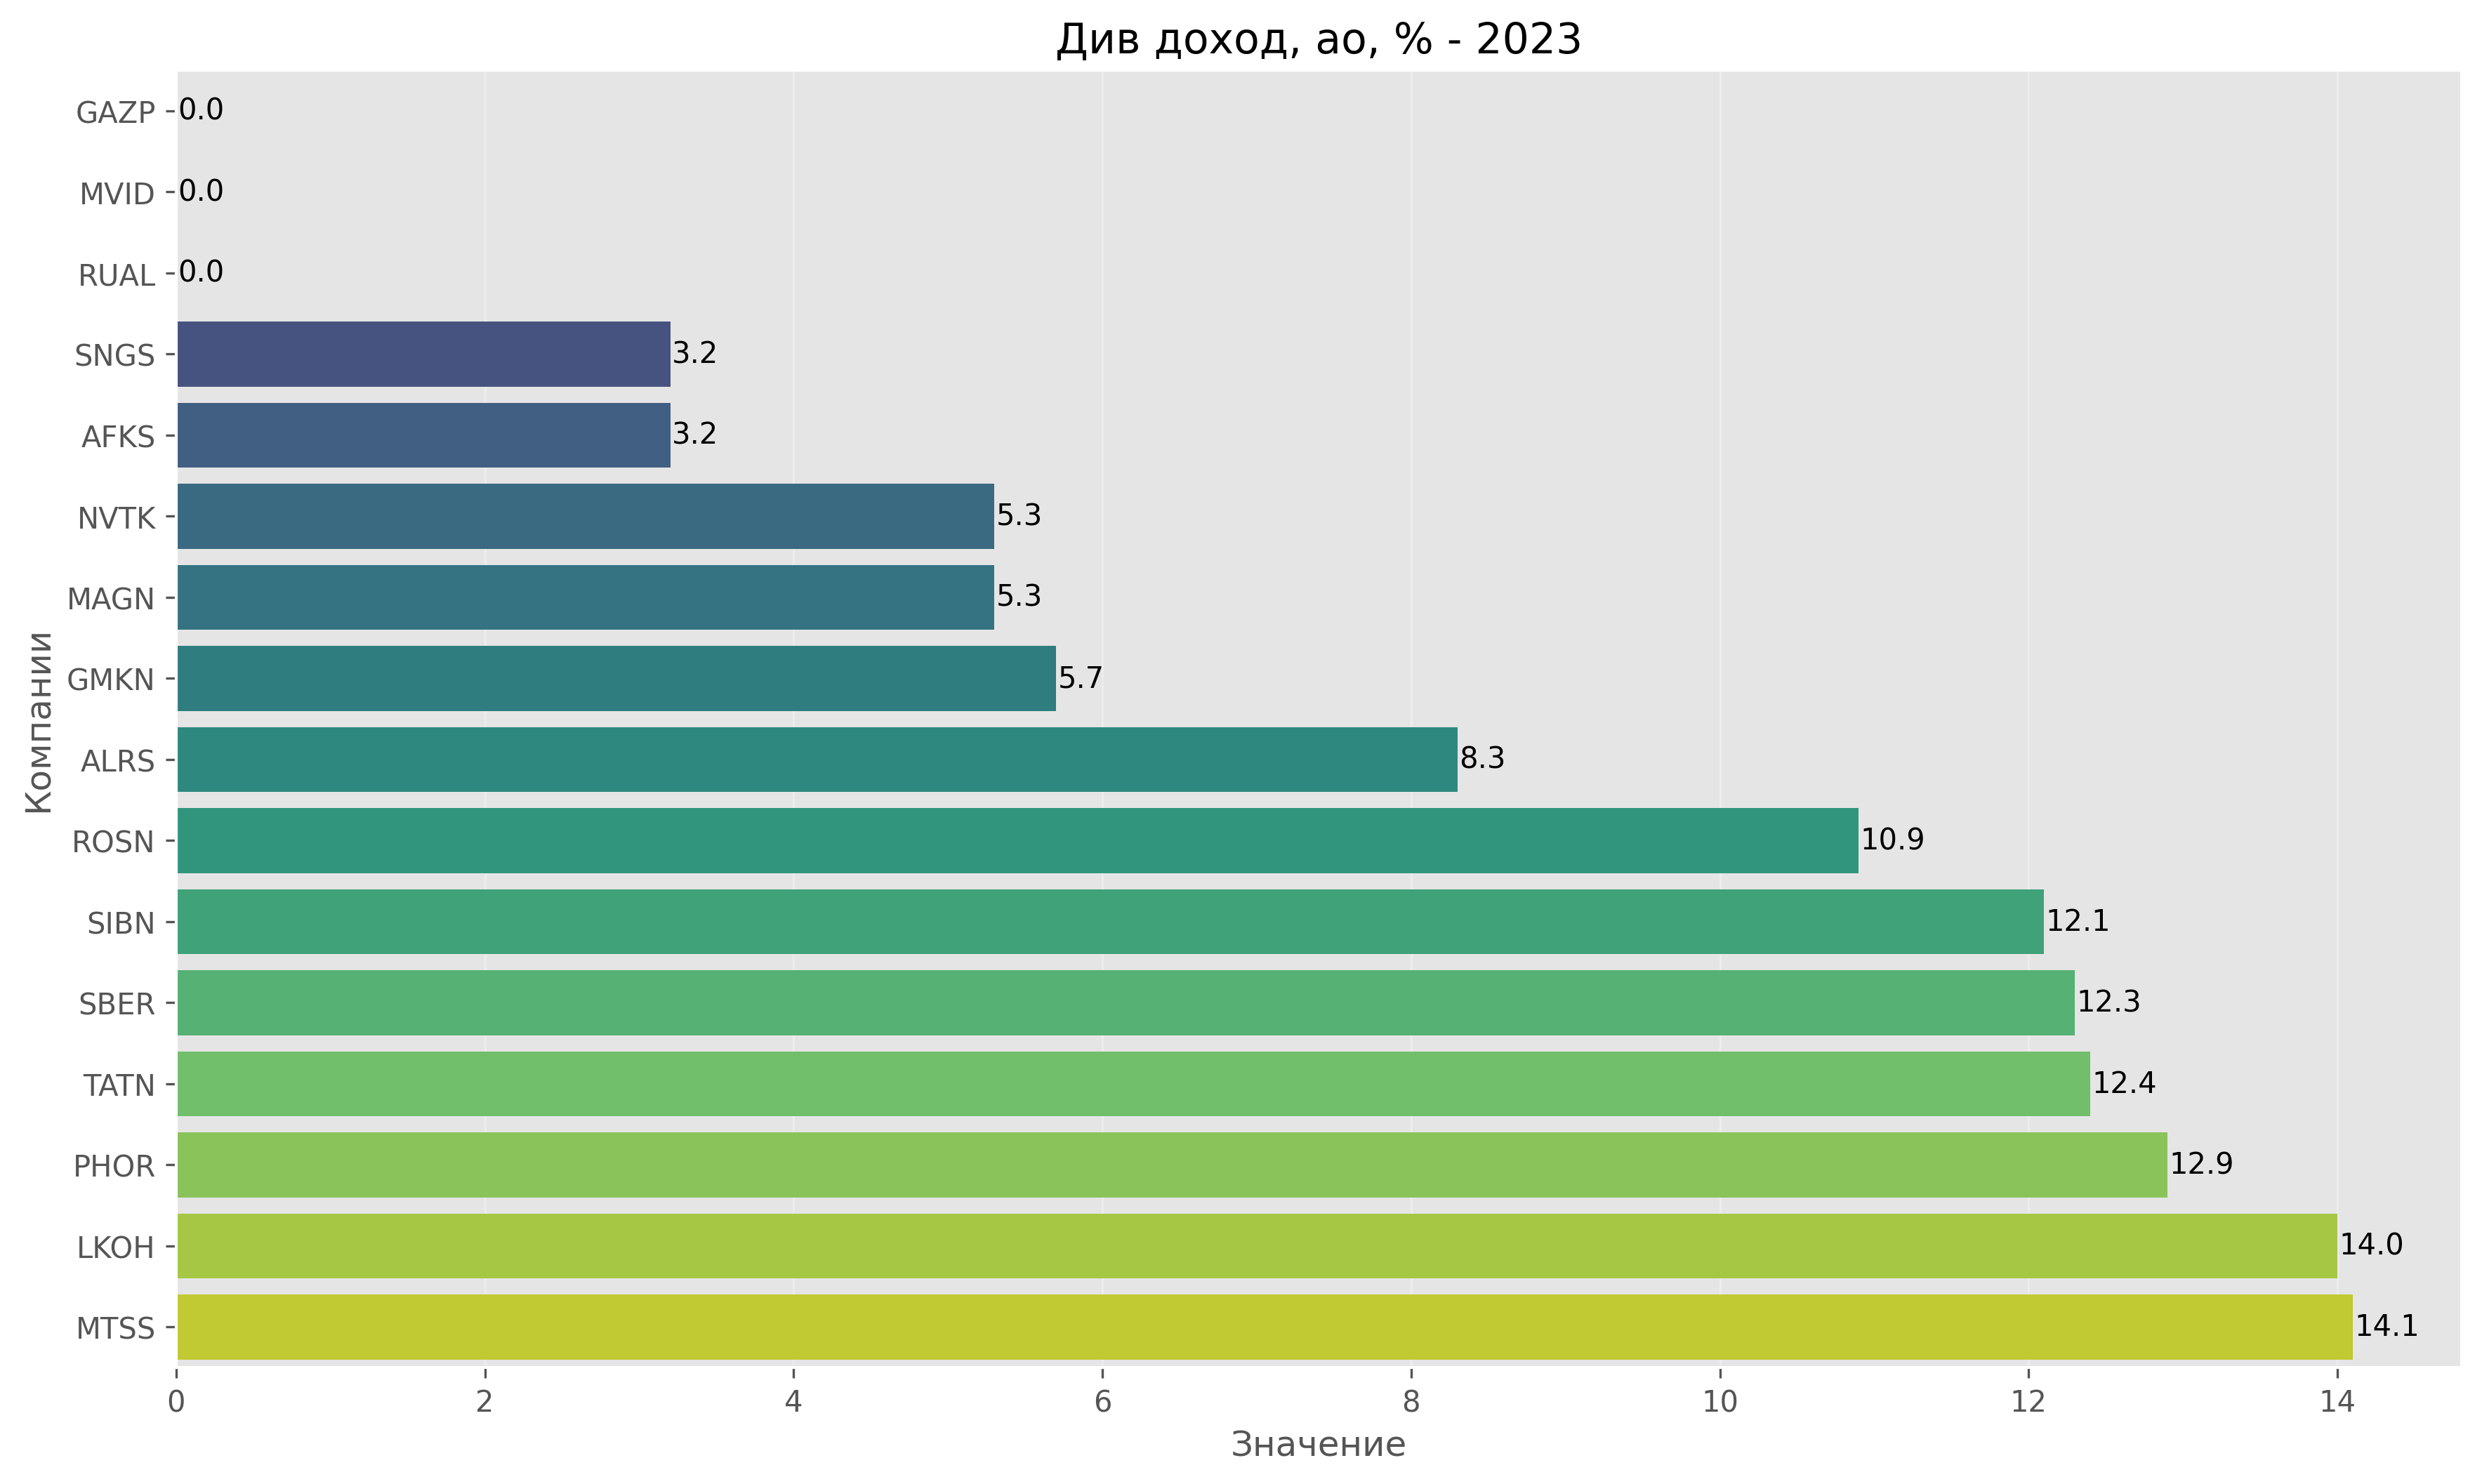 Див доход, ао, % - 2023
Компании
GAZP 0.0
MVID 0.0
RUAL 0.0
SNGS 3.2
AFKS 3.2
NVTK 5.3
MAGN 5.3
GMKN 5.7
ALRS 8.3
ROSN 10.9
SIBN 12.1
SBER 12.3
TATN 12.4
PHOR 12.9
LKOH 14.0
MTSS 14.1
0 2 4 6 8 10 12 14
Значение